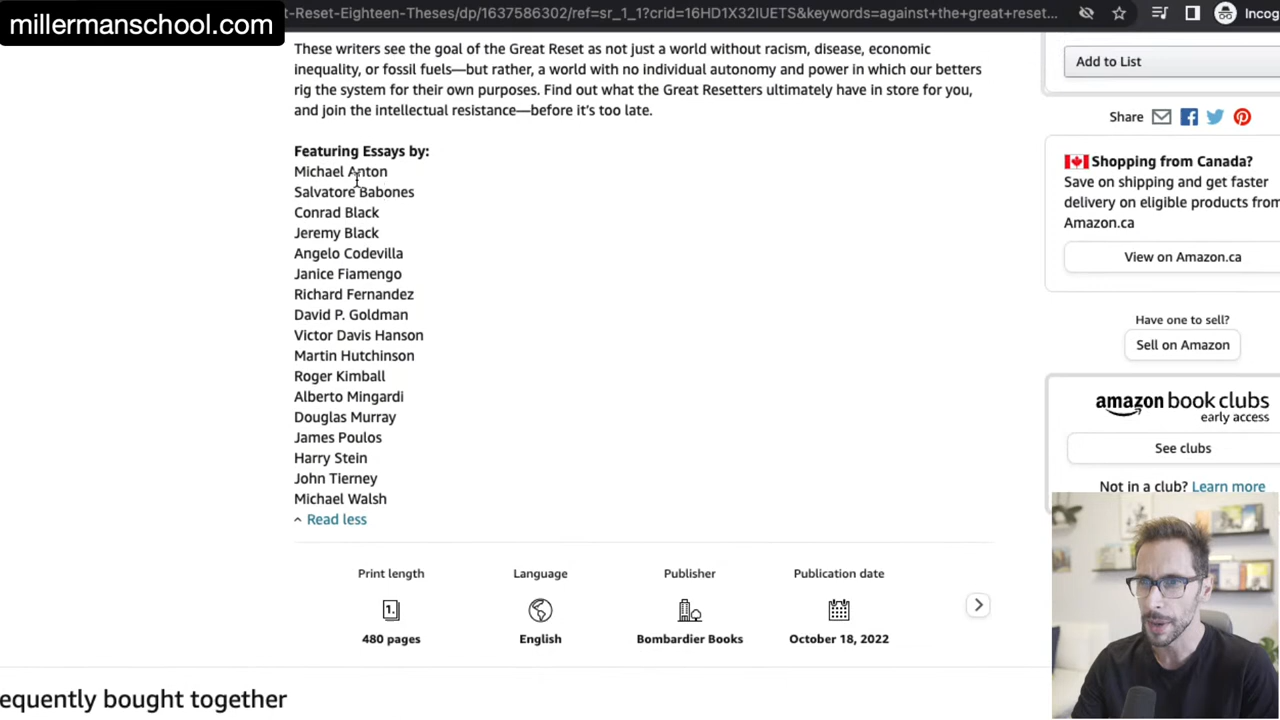 millermanschool.com
t-Reset-Eighteen-Theses/dp/1637586302/ref=sr_1_1?crid=16HD1X32IUETS&keywords=against+the+great+reset...
Incog
These writers see the goal of the Great Reset as not just a world without racism, disease, economic
inequality, or fossil fuels—but rather, a world with no individual autonomy and power in which our betters
rig the system for their own purposes. Find out what the Great Resetters ultimately have in store for you,
and join the intellectual resistance—before it's too late.
Featuring Essays by:
Michael Anton
Salvatore Babones
Conrad Black
Jeremy Black
Angelo Codevilla
Janice Fiamengo
Richard Fernandez
David P. Goldman
Victor Davis Hanson
Martin Hutchinson
Roger Kimball
Alberto Mingardi
Douglas Murray
James Poulos
Harry Stein
John Tierney
Michael Walsh
Read less
Print length
480 pages
Language
English
Publisher
Bombardier Books
Publication date
October 18, 2022
equently bought together
Add to List
Share
Shopping from Canada?
Save on shipping and get faster
delivery on eligible products from
Amazon.ca
View on Amazon.ca
Have one to sell?
Sell on Amazon
amazon book clubs
early access
See clubs
Not in a club? Learn more